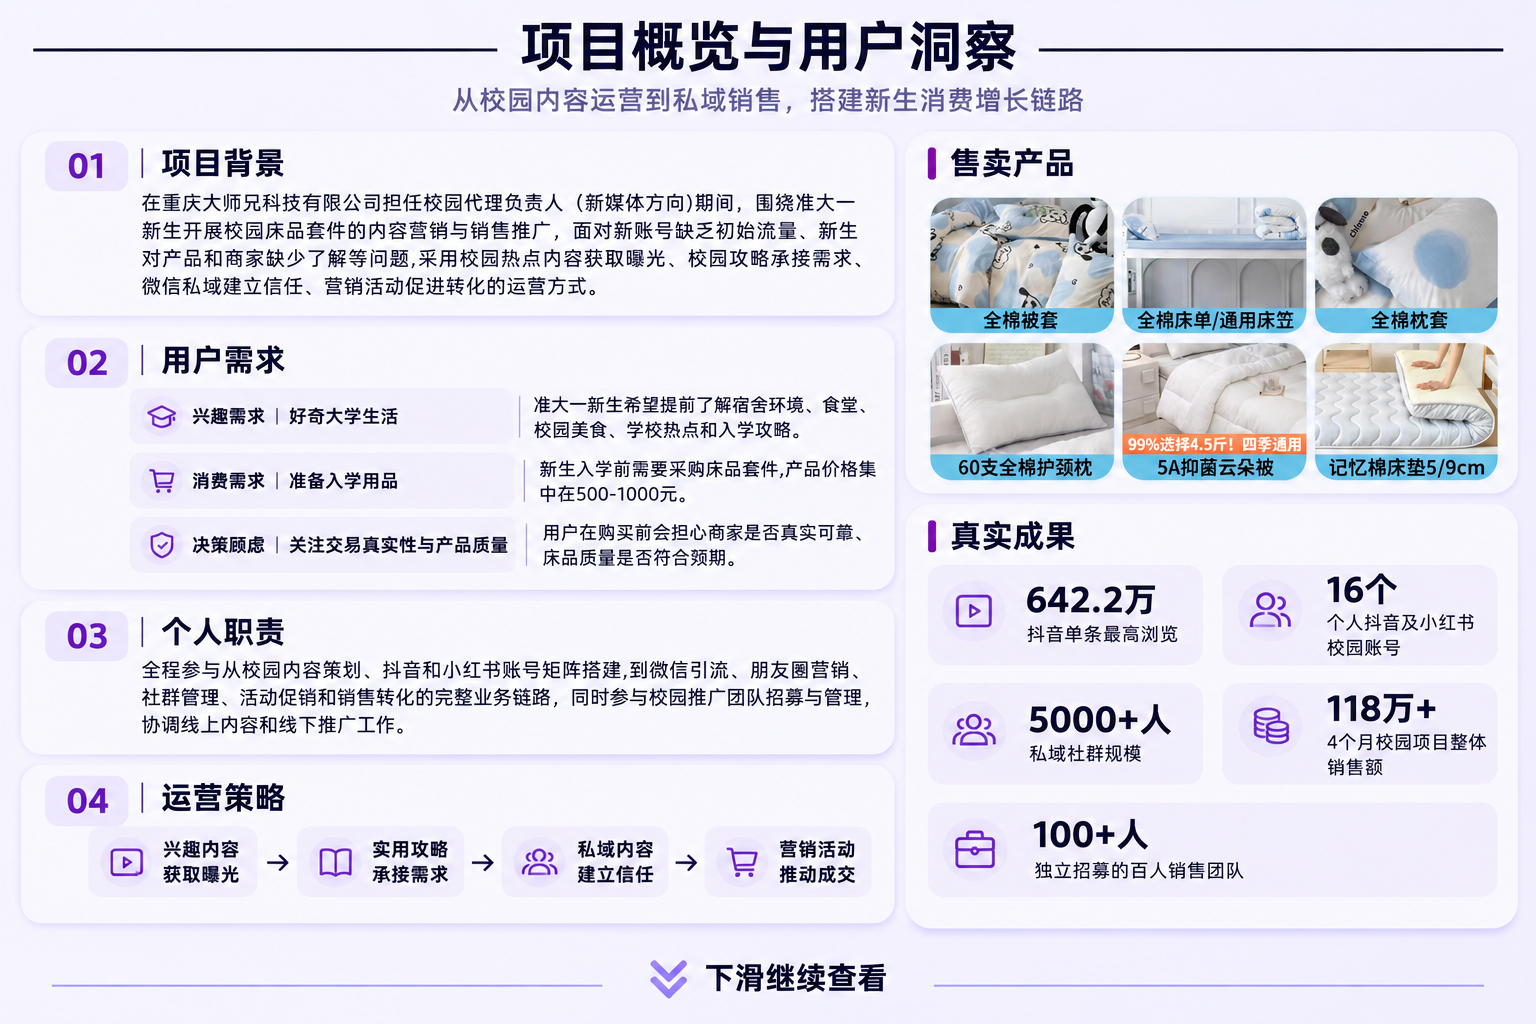 项目概览与用户洞察
从校园内容运营到私域销售，搭建新生消费增长链路
01
项目背景
在重庆大师兄科技有限公司担任校园代理负责人（新媒体方向)期间，围绕准大一
新生开展校园床品套件的内容营销与销售推广，面对新账号缺乏初始流量、新生
对产品和商家缺少了解等问题,采用校园热点内容获取曝光、校园攻略承接需求、
微信私域建立信任、营销活动促进转化的运营方式。
02
用户需求
兴趣需求｜好奇大学生活
准大一新生希望提前了解宿舍环境、食堂、
校园美食、学校热点和入学攻略。
消费需求｜准备入学用品
新生入学前需要采购床品套件,产品价格集
中在500-1000元。
决策顾虑｜关注交易真实性与产品质量
用户在购买前会担心商家是否真实可靠、
床品质量是否符合预期。
03
个人职责
全程参与从校园内容策划、抖音和小红书账号矩阵搭建,到微信引流、朋友圈营销、
社群管理、活动促销和销售转化的完整业务链路，同时参与校园推广团队招募与管理，
协调线上内容和线下推广工作。
04
运营策略
兴趣内容
获取曝光
实用攻略
承接需求
私域内容
建立信任
营销活动
推动成交
售卖产品
全棉被套
全棉床单/通用床笠
全棉枕套
60支全棉护颈枕
99%选择4.5斤！四季通用
5A抑菌云朵被
记忆棉床垫5/9cm
真实成果
642.2万
抖音单条最高浏览
16个
个人抖音及小红书
校园账号
5000+人
私域社群规模
118万+
4个月校园项目整体
销售额
100+人
独立招募的百人销售团队
下滑继续查看